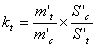 k_t = m'_t / m'_c × S'_c / S'_t